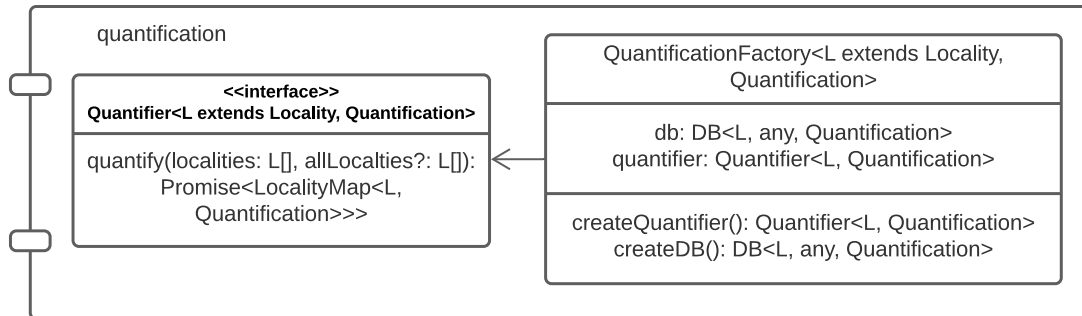 quantification
<<interface>>
Quantifier<L extends Locality, Quantification>
quantify(localities: L[], allLocalties?: L[]):
Promise<LocalityMap<L,
Quantification>>>
QuantificationFactory<L extends Locality,
Quantification>
db: DB<L, any, Quantification>
quantifier: Quantifier<L, Quantification>
createQuantifier(): Quantifier<L, Quantification>
createDB(): DB<L, any, Quantification>